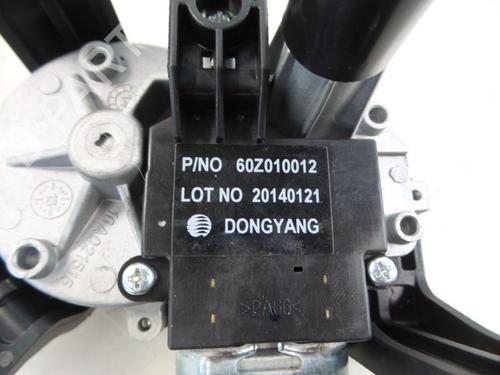 P/NO 60Z010012
LOT NO 20140121
DONGYANG
>PA66<